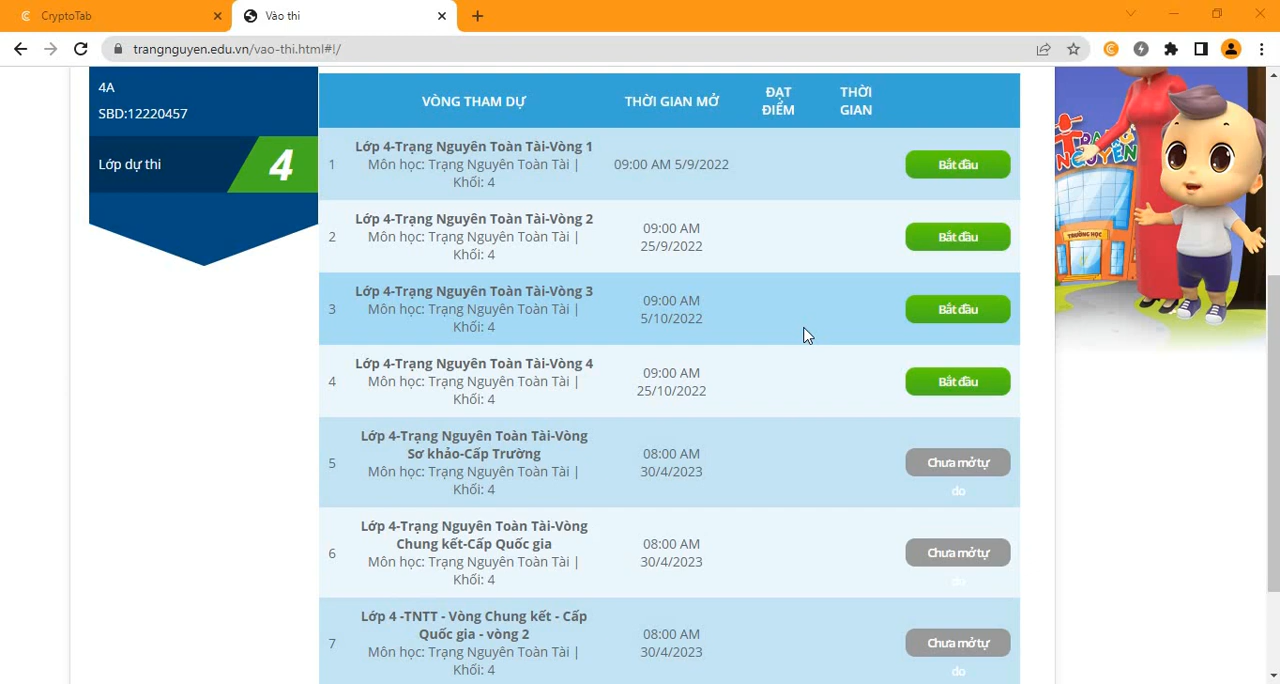 CryptoTab
Vào thi
trangnguyen.edu.vn/vao-thi.html#!/
4A
SBD:12220457
Lớp dự thi
4
VÒNG THAM DỰ
THỜI GIAN MỞ
ĐẠT
ĐIỂM
THỜI
GIAN
1
Lớp 4-Trạng Nguyên Toàn Tài-Vòng 1
Môn học: Trạng Nguyên Toàn Tài |
Khối: 4
09:00 AM 5/9/2022
Bắt đầu
2
Lớp 4-Trạng Nguyên Toàn Tài-Vòng 2
Môn học: Trạng Nguyên Toàn Tài |
Khối: 4
09:00 AM
25/9/2022
Bắt đầu
3
Lớp 4-Trạng Nguyên Toàn Tài-Vòng 3
Môn học: Trạng Nguyên Toàn Tài |
Khối: 4
09:00 AM
5/10/2022
Bắt đầu
4
Lớp 4-Trạng Nguyên Toàn Tài-Vòng 4
Môn học: Trạng Nguyên Toàn Tài |
Khối: 4
09:00 AM
25/10/2022
Bắt đầu
5
Lớp 4-Trạng Nguyên Toàn Tài-Vòng
Sơ khảo-Cấp Trường
Môn học: Trạng Nguyên Toàn Tài |
Khối: 4
08:00 AM
30/4/2023
Chưa mở tự
do
6
Lớp 4-Trạng Nguyên Toàn Tài-Vòng
Chung kết-Cấp Quốc gia
Môn học: Trạng Nguyên Toàn Tài |
Khối: 4
08:00 AM
30/4/2023
Chưa mở tự
do
7
Lớp 4 -TNTT - Vòng Chung kết - Cấp
Quốc gia - vòng 2
Môn học: Trạng Nguyên Toàn Tài |
Khối: 4
08:00 AM
30/4/2023
Chưa mở tự
do
TRƯỜNG HỌC